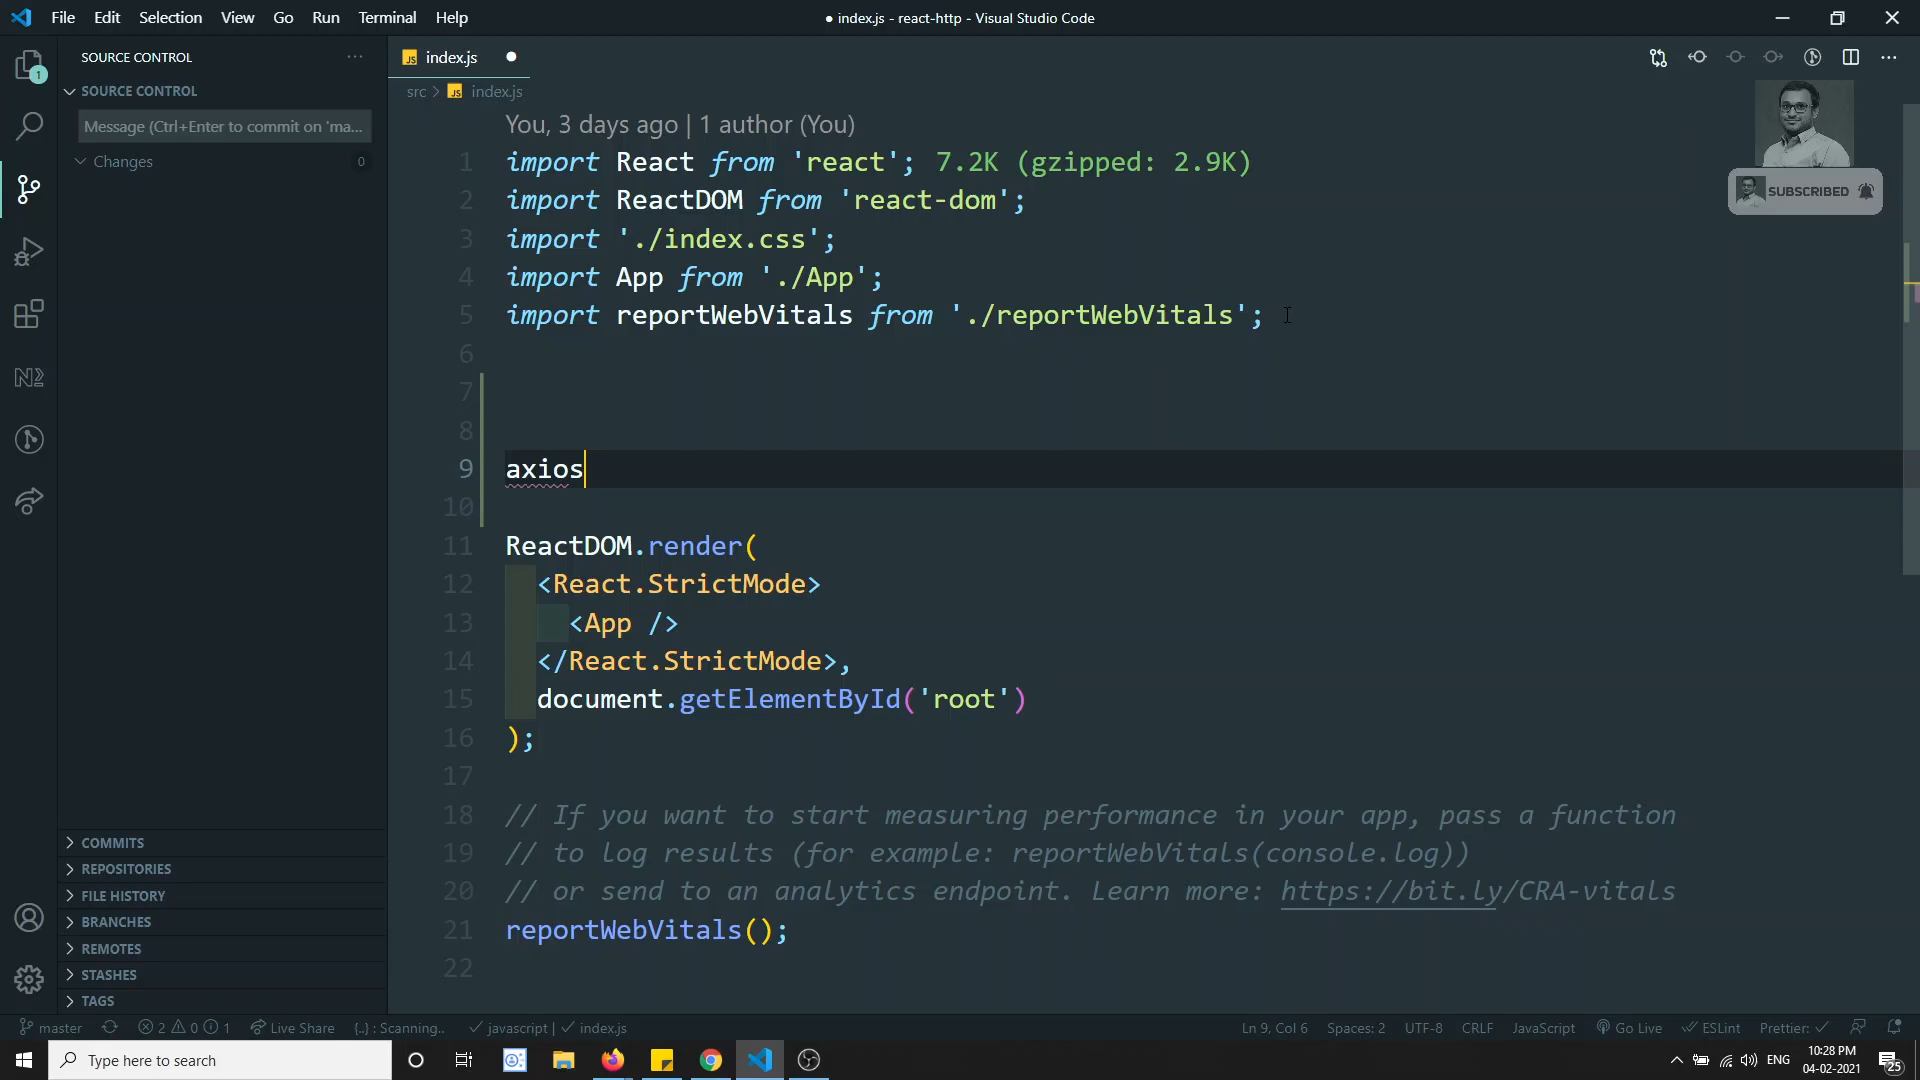 File Edit Selection View Go Run Terminal Help
● index.js - react-http - Visual Studio Code
SOURCE CONTROL
SOURCE CONTROL
Message (Ctrl+Enter to commit on 'ma...
Changes 0
1
JS index.js
src > JS index.js
SUBSCRIBED
You, 3 days ago | 1 author (You)
1 import React from 'react'; 7.2K (gzipped: 2.9K)
2 import ReactDOM from 'react-dom';
3 import './index.css';
4 import App from './App';
5 import reportWebVitals from './reportWebVitals';
6
7
8
9 axios
10
11 ReactDOM.render(
12 <React.StrictMode>
13 <App />
14 </React.StrictMode>,
15 document.getElementById('root')
16 );
17
18 // If you want to start measuring performance in your app, pass a function
19 // to log results (for example: reportWebVitals(console.log))
20 // or send to an analytics endpoint. Learn more: https://bit.ly/CRA-vitals
21 reportWebVitals();
22
COMMITS
REPOSITORIES
FILE HISTORY
BRANCHES
REMOTES
STASHES
TAGS
master 2 0 1 Live Share {..} : Scanning.. javascript | index.js Ln 9, Col 6 Spaces: 2 UTF-8 CRLF JavaScript Go Live ESLint Prettier: ✓
Type here to search
ENG
10:28 PM
04-02-2021
25